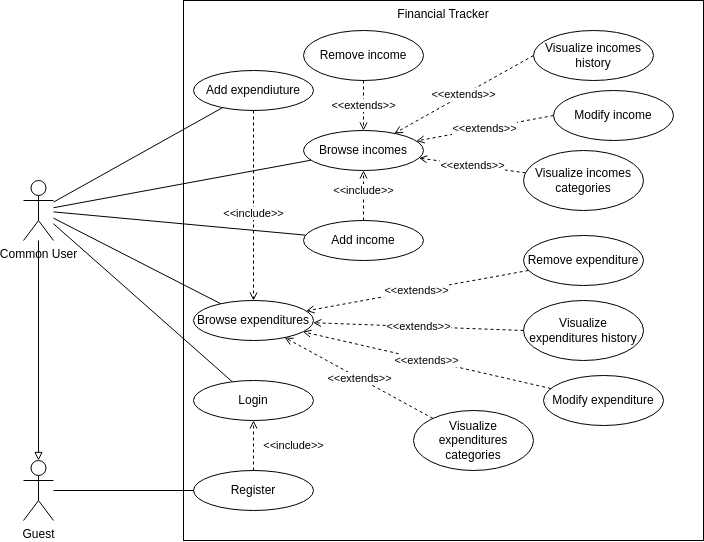 Financial Tracker
Remove income
Visualize incomes
history
Add expendiuture
<<extends>>
<<extends>>
Modify income
<<extends>>
Browse incomes
<<extends>>
Visualize incomes
categories
<<include>>
<<include>>
Add income
Common User
Remove expenditure
<<extends>>
Browse expenditures
<<extends>>
Visualize
expenditures history
<<extends>>
<<extends>>
Login
Modify expenditure
Visualize
expenditures
categories
<<include>>
Register
Guest